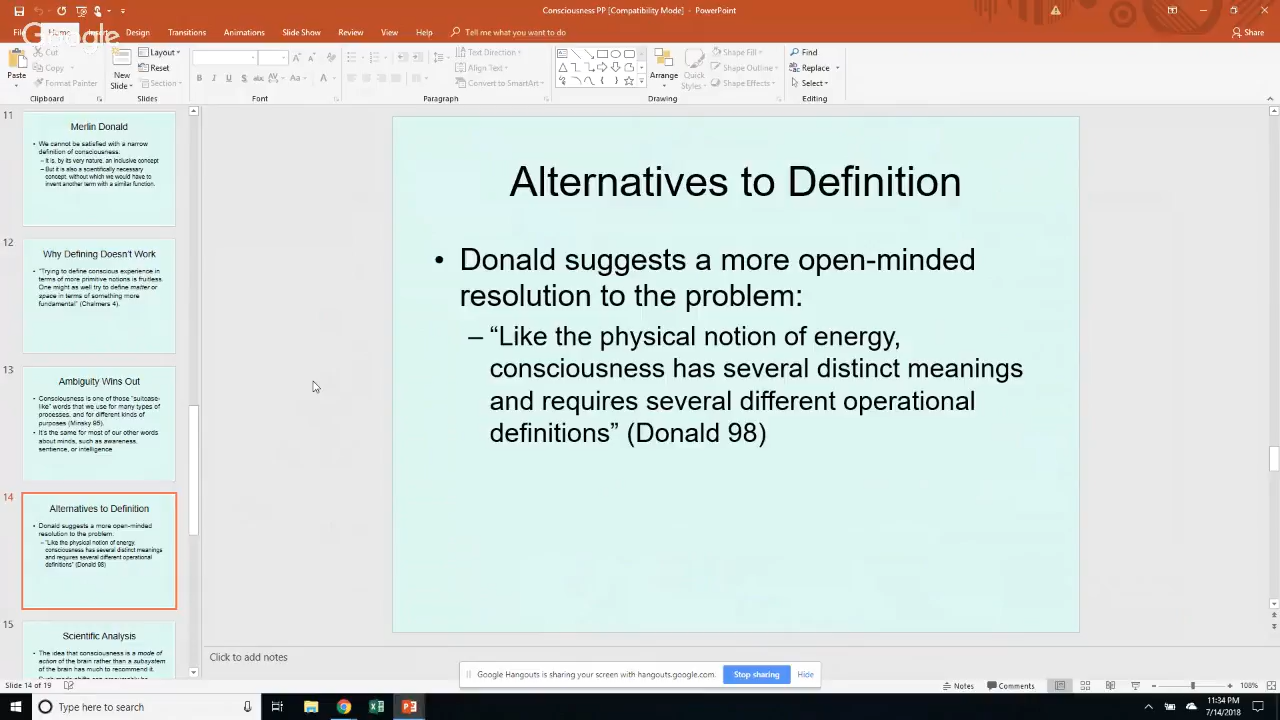 Consciousness PP [Compatibility Mode] - PowerPoint
File Home Insert Design Transitions Animations Slide Show Review View Help Tell me what you want to do Share
Google
Paste
Cut
Copy
Format Painter
Clipboard
New
Slide
Layout
Reset
Section
Slides
Font
Text Direction
Align Text
Convert to SmartArt
Paragraph
Arrange
Quick
Styles
Shape Fill
Shape Outline
Shape Effects
Drawing
Find
Replace
Select
Editing
11
Merlin Donald
• We cannot be satisfied with a narrow
definition of consciousness.
– It is, by its very nature, an inclusive concept
– But it is also a scientifically necessary
concept, without which we would have to
invent another term with a similar function.
12
Why Defining Doesn't Work
• "Trying to define conscious experience in
terms of more primitive notions is fruitless.
One might as well try to define matter or
space in terms of something more
fundamental" (Chalmers 4).
13
Ambiguity Wins Out
• Consciousness is one of those "suitcase-
like" words that we use for many types of
processes, and for different kinds of
purposes (Minsky 95).
• It's the same for most of our other words
about minds, such as awareness,
sentience, or intelligence
14
Alternatives to Definition
• Donald suggests a more open-minded
resolution to the problem:
– "Like the physical notion of energy,
consciousness has several distinct meanings
and requires several different operational
definitions" (Donald 98)
15
Scientific Analysis
• The idea that consciousness is a mode of
action of the brain rather than a subsystem
of the brain has much to recommend it.
Alternatives to Definition
• Donald suggests a more open-minded
resolution to the problem:
– “Like the physical notion of energy,
consciousness has several distinct meanings
and requires several different operational
definitions” (Donald 98)
Click to add notes
Google Hangouts is sharing your screen with hangouts.google.com. Stop sharing Hide
Slide 14 of 19
Notes Comments 108%
Type here to search
11:34 PM
7/14/2018